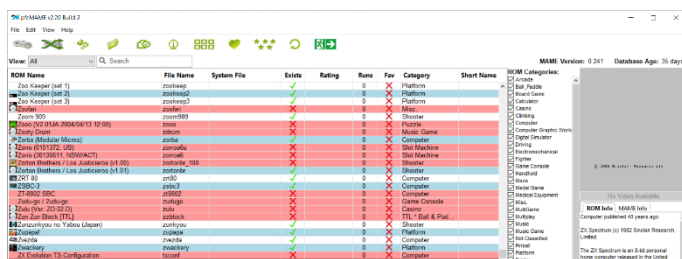 pfeMAME v2.20 Build 2
File Edit View Help
View: All Search MAME Version: 0.241 Database Age: 35 days
ROM Name File Name System File Exists Rating Runs Fav Category Short Name ROM Categories:
Zoo Keeper (set 1) zookeep 0 Platform
Zoo Keeper (set 2) zookeep2 0 Platform
Zoo Keeper (set 3) zookeep3 0 Platform
Zoofari zoofari 0 Misc.
Zoom 909 zoom909 0 Shooter
Zooo (V2.01JA 2004/04/13 12:00) zooo 0 Puzzle
Zooty Drum zdrum 0 Music Game
Zorba (Modular Micros) zorba 0 Computer
Zorro 0 Slot Machine
Zorro 0 Slot Machine
Zorton Brothers / Los Justicieros (v1.00) zortonbr_100 0 Shooter
Zorton Brothers / Los Justicieros (v1.01) zortonbr 0 Shooter
ZRT-80 zrt80 0 Computer
ZSBC-3 zsbc3 0 Computer
ZT-8802 SBC zt8802 0 Computer
Zudu-go / Zudu-go zudugo 0 Game Console
Zulu (Ver. ZO.02.D) zulu 0 Casino
Zun Zun Block [TTL] zzblock 0 TTL * Ball & Pad...
Zunzunkyou no Yabou (Japan) zunkyou 0 Shooter
Zupapa! zupapa 0 Platform
Zvezda zvezda 0 Computer
Zwackery zwackery 0 Platform
ZX Evolution TS-Configuration tsconf 0 Computer
Arcade
Ball_Paddle
Board Game
Calculator
Casino
Climbing
Computer
Computer Graphic Works
Digital Simulator
Driving
Electromechanical
Fighter
Game Console
Handheld
Maze
Medal Game
Medical Equipment
Misc.
MultiGame
Multiplay
Music
Music Game
Not Classified
Pinball
Platform
© 1982 Sinclair Research Ltd
No Video Available
ROM Info MAME Info
Computer published 40 years ago:
ZX Spectrum (c) 1982 Sinclair Research, Limited.
The ZX Spectrum is an 8-bit personal
home computer released in the United